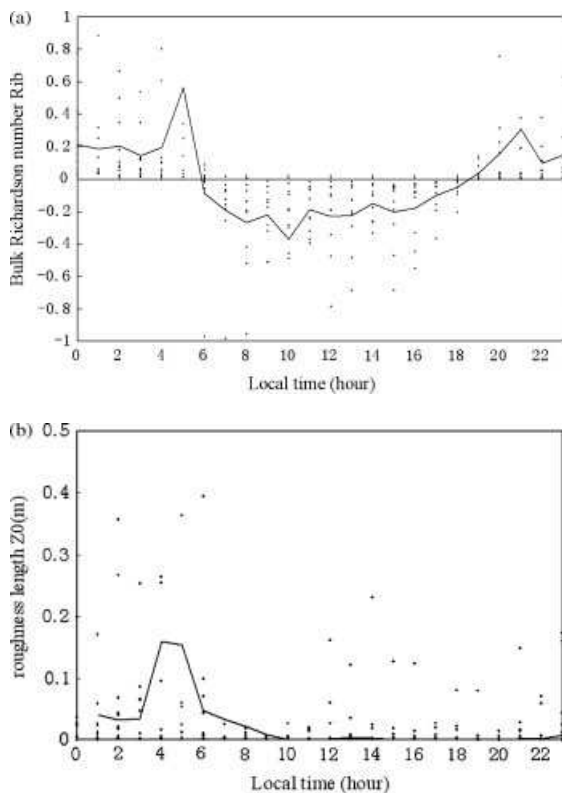 (a)
1
0.8
0.6
0.4
0.2
0
-0.2
-0.4
-0.6
-0.8
-1
Bulk Richardson number Rib
0 2 4 6 8 10 12 14 16 18 20 22
Local time (hour)
(b)
0.5
0.4
0.3
0.2
0.1
0
roughness length Z0(m)
0 2 4 6 8 10 12 14 16 18 20 22
Local time (hour)